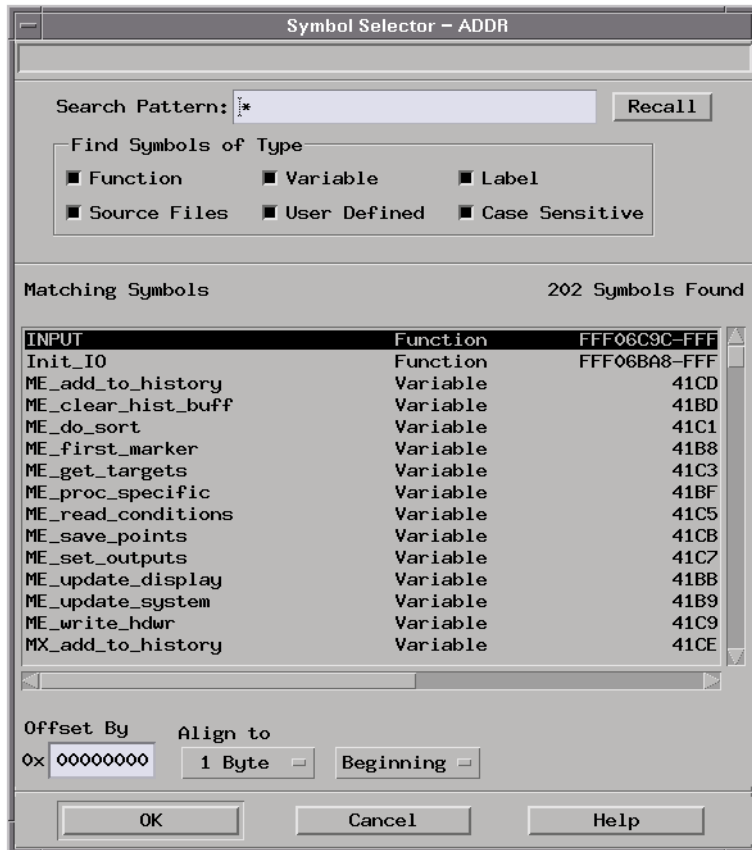 Symbol Selector - ADDR
Search Pattern: * Recall
Find Symbols of Type
Function Variable Label
Source Files User Defined Case Sensitive
Matching Symbols 202 Symbols Found
INPUT Function FFF06C9C-FFF
Init_IO Function FFF06BA8-FFF
ME_add_to_history Variable 41CD
ME_clear_hist_buff Variable 41BD
ME_do_sort Variable 41C1
ME_first_marker Variable 41B8
ME_get_targets Variable 41C3
ME_proc_specific Variable 41BF
ME_read_conditions Variable 41C5
ME_save_points Variable 41CB
ME_set_outputs Variable 41C7
ME_update_display Variable 41BB
ME_update_system Variable 41B9
ME_write_hdwr Variable 41C9
MX_add_to_history Variable 41CE
Offset By Align to
0x 00000000 1 Byte Beginning
OK Cancel Help